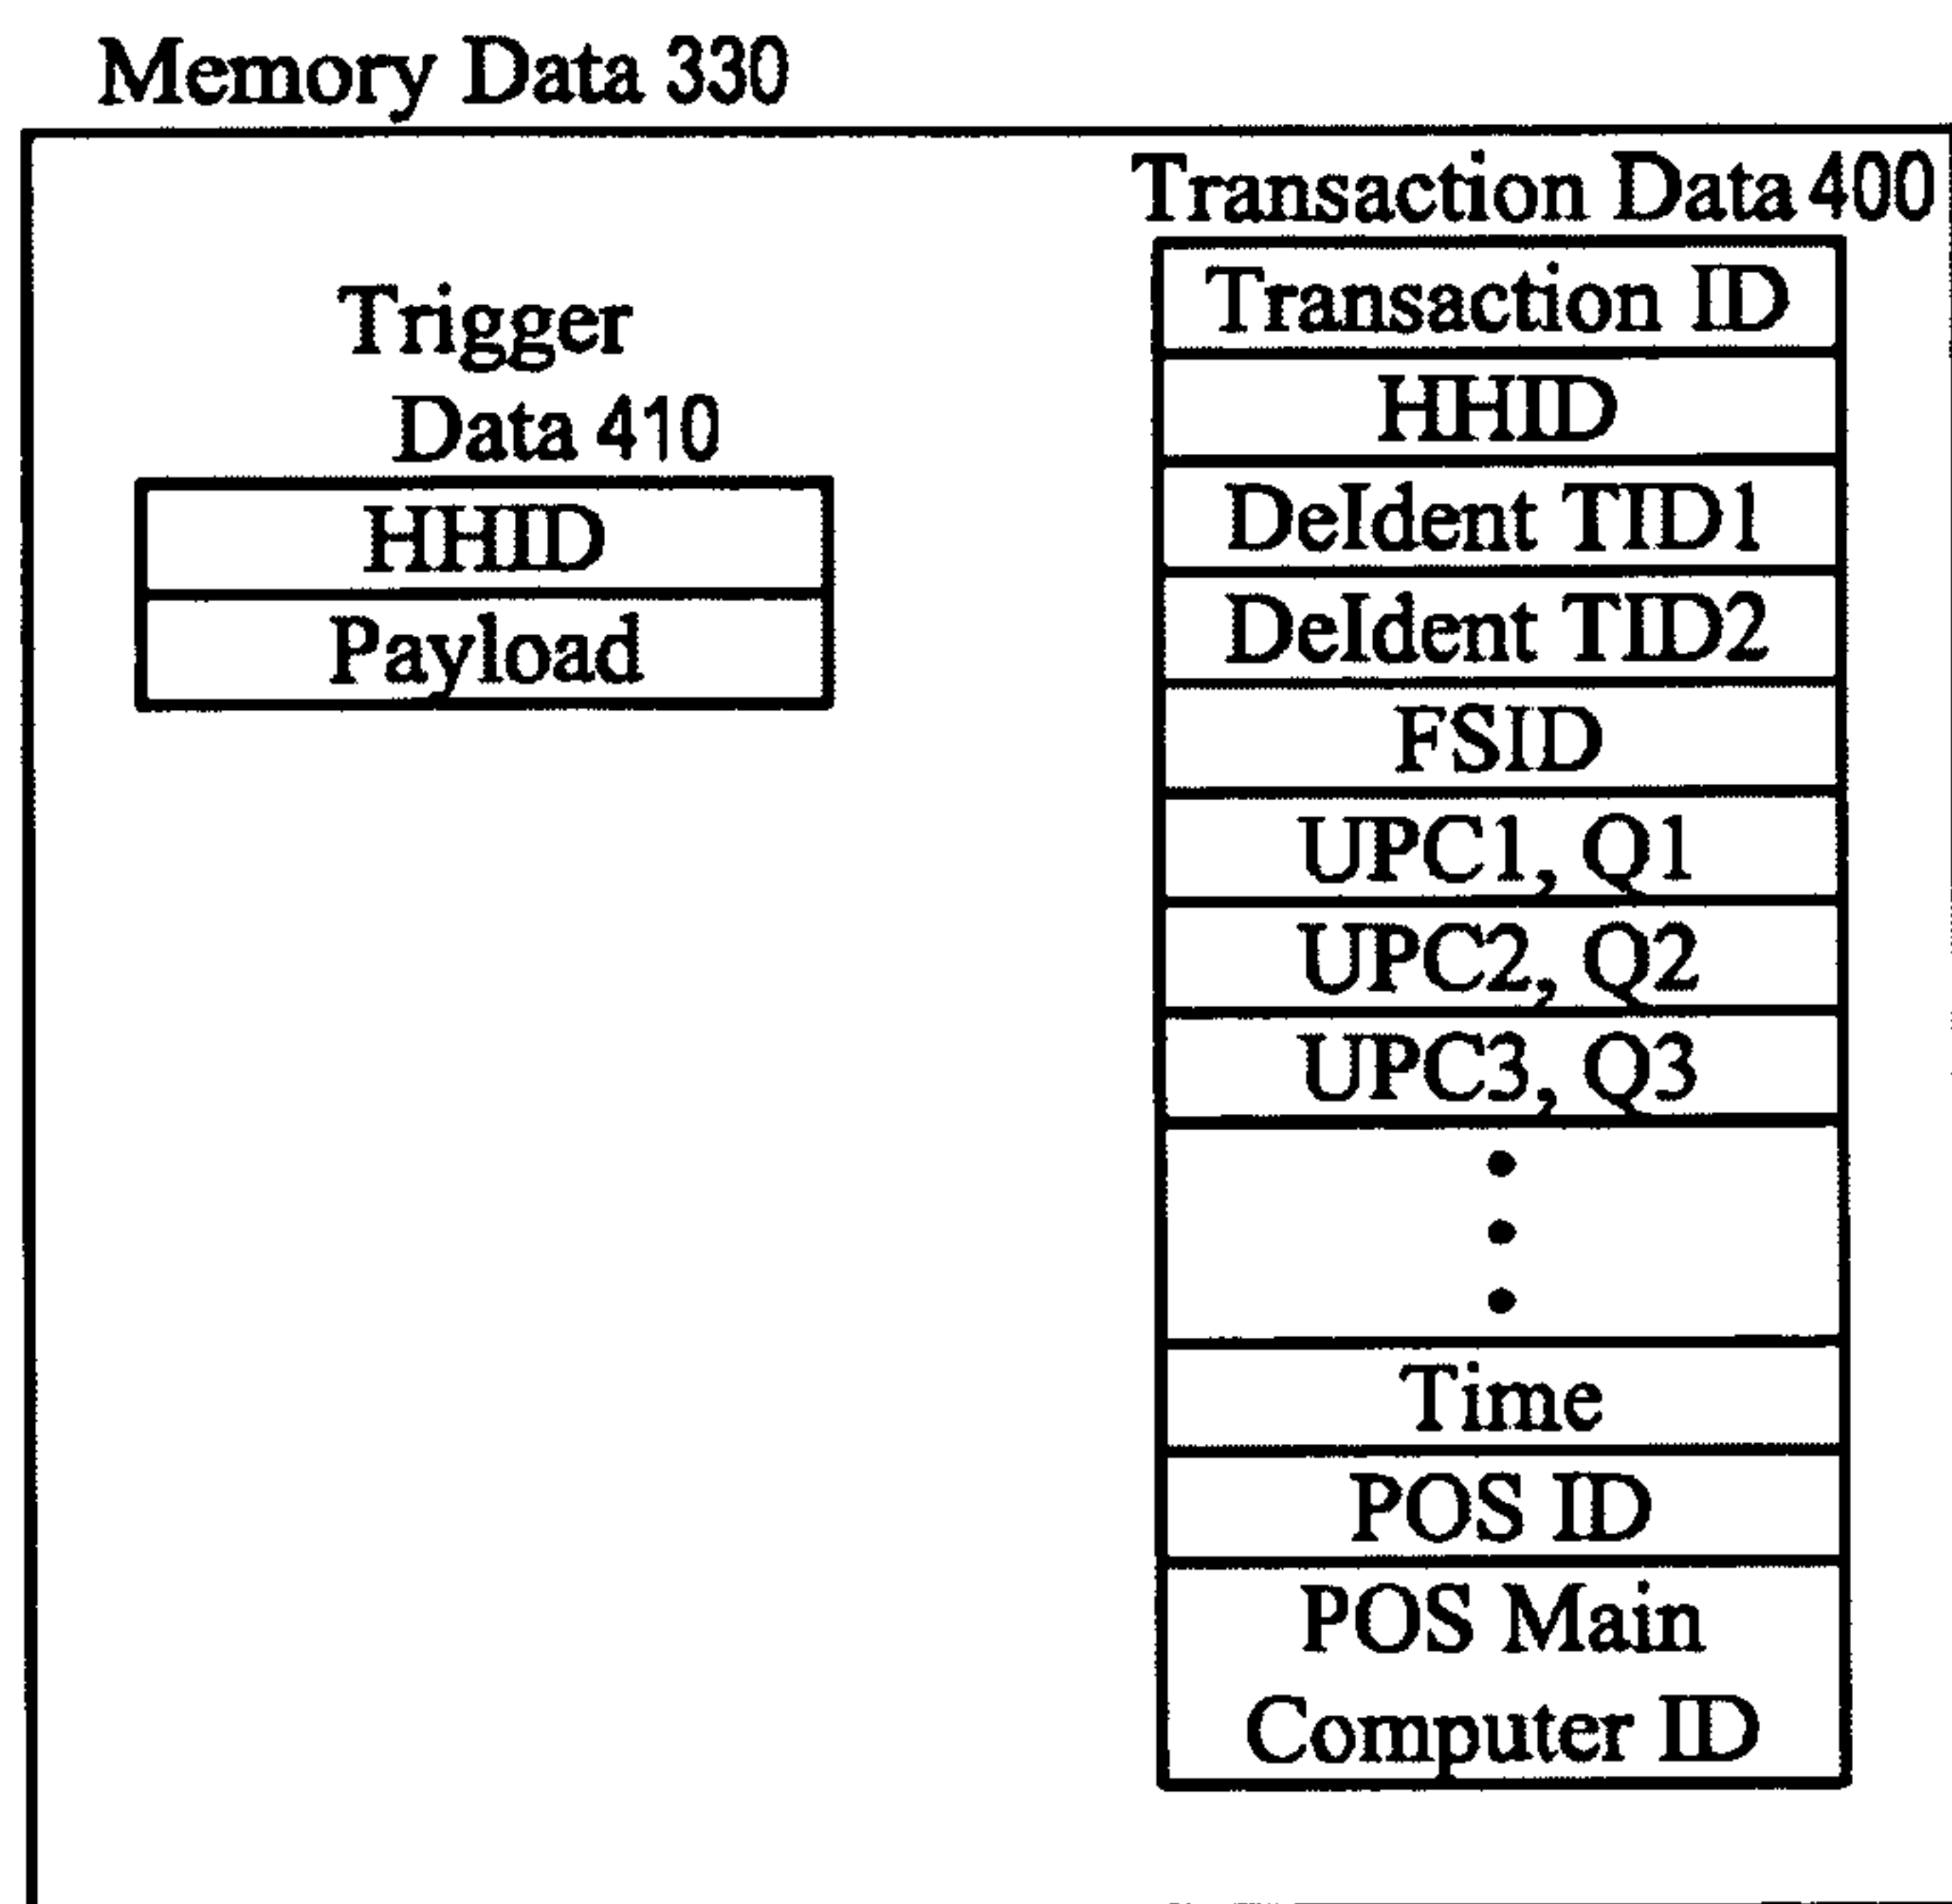 Memory Data 330
Trigger
Data 410
HHID
Payload
Transaction Data 400
Transaction ID
HHID
DeIdent TID1
DeIdent TID2
FSID
UPC1, Q1
UPC2, Q2
UPC3, Q3
Time
POS ID
POS Main
Computer ID